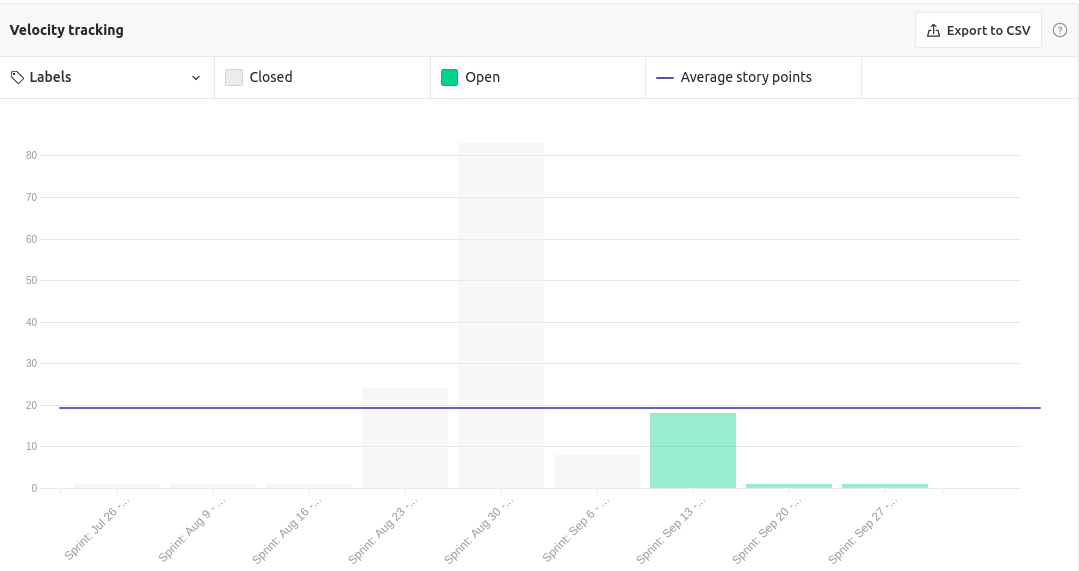 Velocity tracking
Export to CSV
?
Labels
Closed
Open
Average story points
80
70
60
50
40
30
20
10
0
Sprint: Jul 26 -...
Sprint: Aug 9 - ...
Sprint: Aug 16 -...
Sprint: Aug 23 -...
Sprint: Aug 30 -...
Sprint: Sep 6 - ...
Sprint: Sep 13 -...
Sprint: Sep 20 -...
Sprint: Sep 27 -...